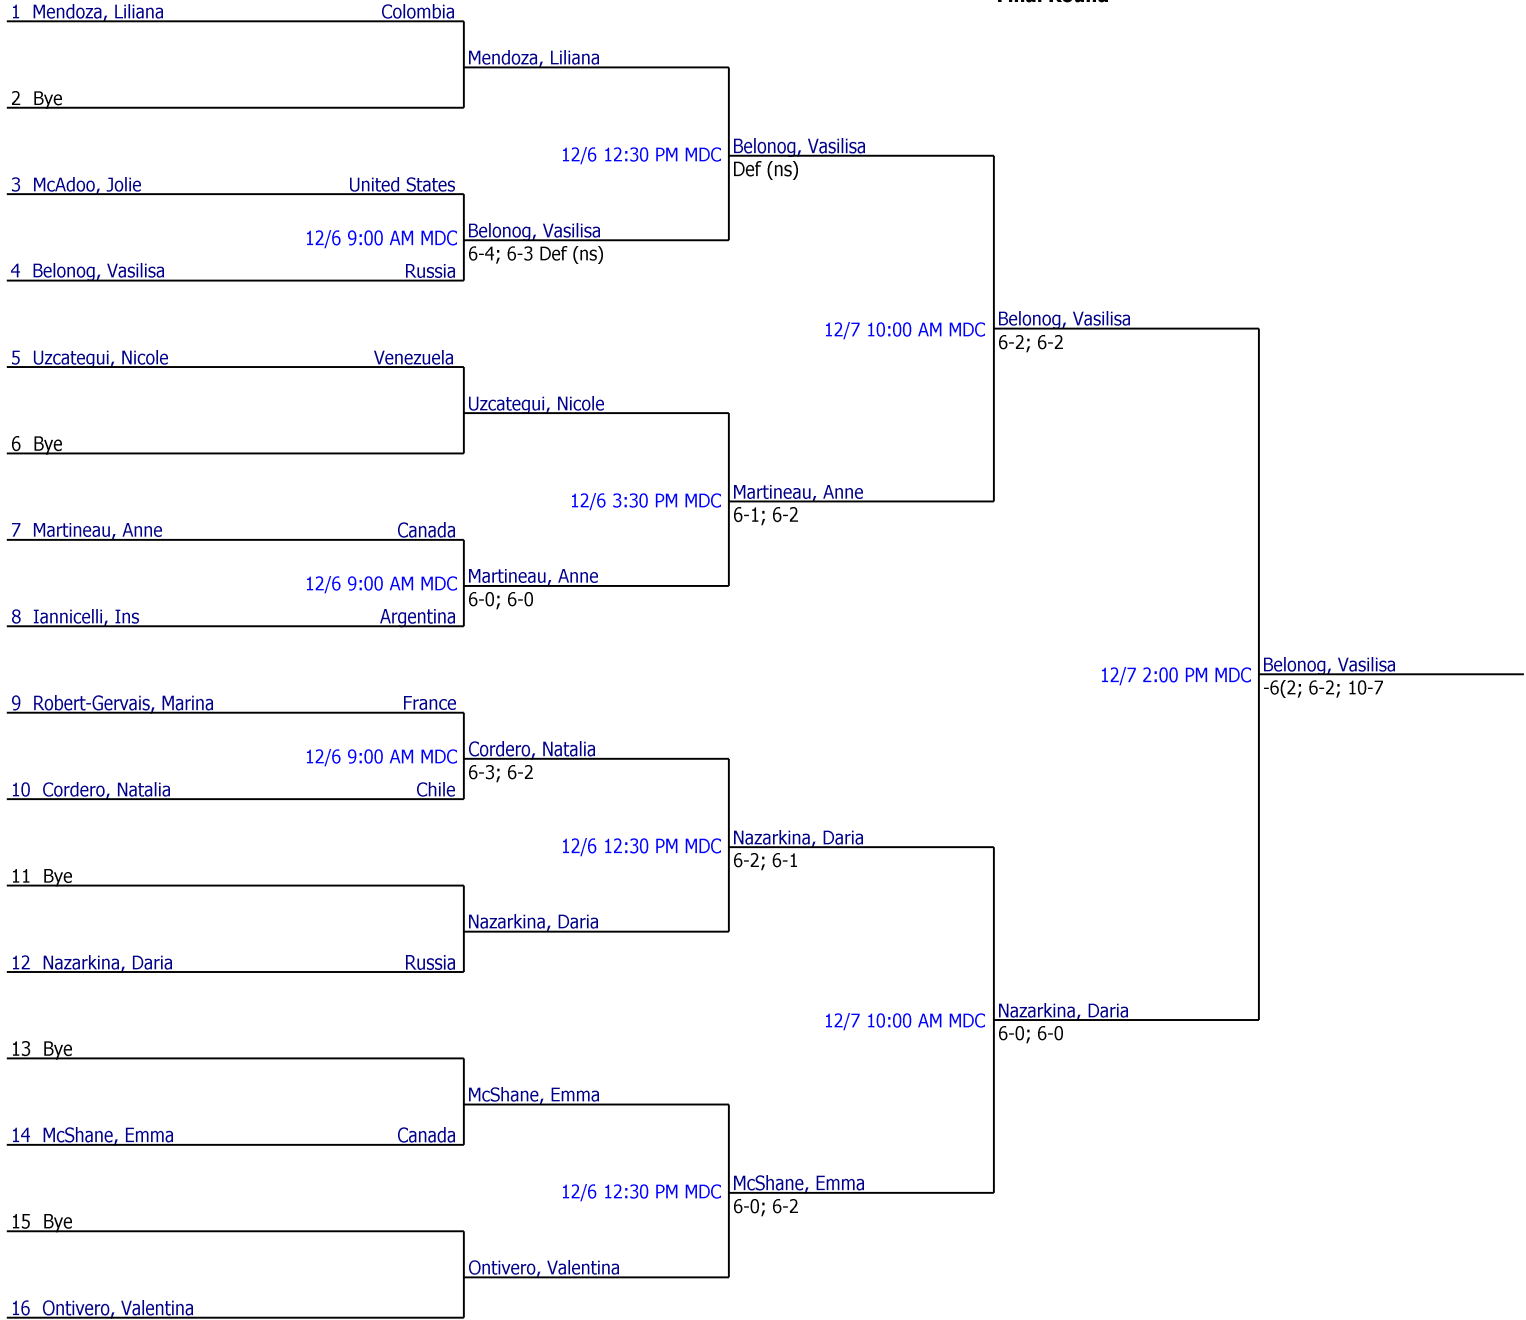 Final Round
1 Mendoza, Liliana Colombia
Mendoza, Liliana
2 Bye
12/6 12:30 PM MDC Belonog, Vasilisa
Def (ns)
3 McAdoo, Jolie United States
12/6 9:00 AM MDC Belonog, Vasilisa
6-4; 6-3 Def (ns)
4 Belonog, Vasilisa Russia
12/7 10:00 AM MDC Belonog, Vasilisa
6-2; 6-2
5 Uzcategui, Nicole Venezuela
Uzcategui, Nicole
6 Bye
12/6 3:30 PM MDC Martineau, Anne
6-1; 6-2
7 Martineau, Anne Canada
12/6 9:00 AM MDC Martineau, Anne
6-0; 6-0
8 Iannicelli, Ins Argentina
12/7 2:00 PM MDC Belonog, Vasilisa
-6(2; 6-2; 10-7
9 Robert-Gervais, Marina France
12/6 9:00 AM MDC Cordero, Natalia
6-3; 6-2
10 Cordero, Natalia Chile
12/6 12:30 PM MDC Nazarkina, Daria
6-2; 6-1
11 Bye
Nazarkina, Daria
12 Nazarkina, Daria Russia
12/7 10:00 AM MDC Nazarkina, Daria
6-0; 6-0
13 Bye
McShane, Emma
14 McShane, Emma Canada
12/6 12:30 PM MDC McShane, Emma
6-0; 6-2
15 Bye
Ontivero, Valentina
16 Ontivero, Valentina